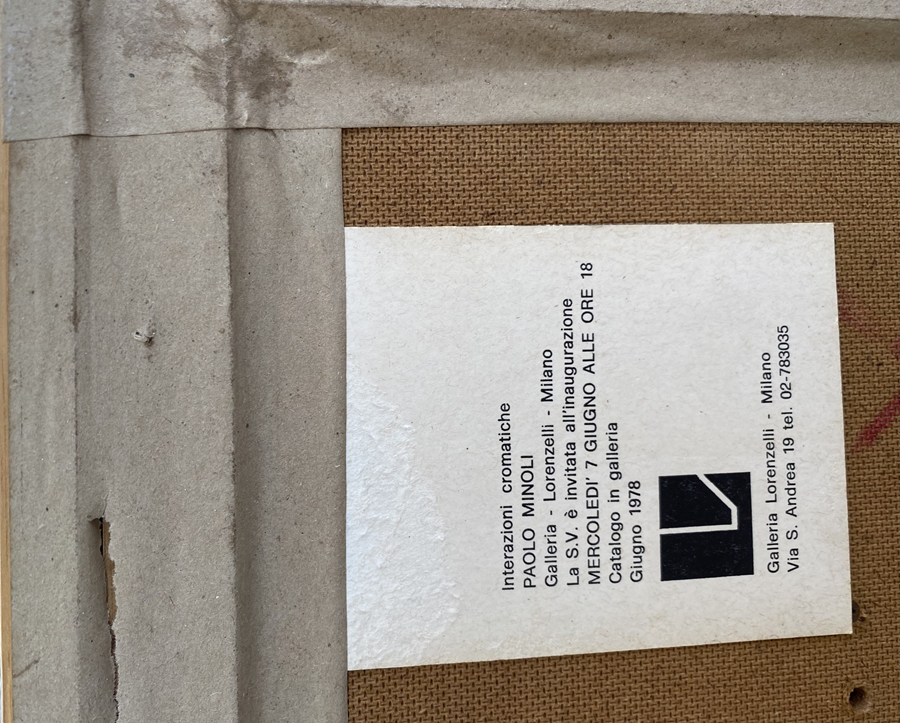 Interazioni cromatiche
PAOLO MINOLI
Galleria - Lorenzelli - Milano
La S.V. è invitata all'inaugurazione
MERCOLEDI' 7 GIUGNO ALLE ORE 18
Catalogo in galleria
Giugno 1978
Galleria Lorenzelli - Milano
Via S. Andrea 19 tel. 02-783035